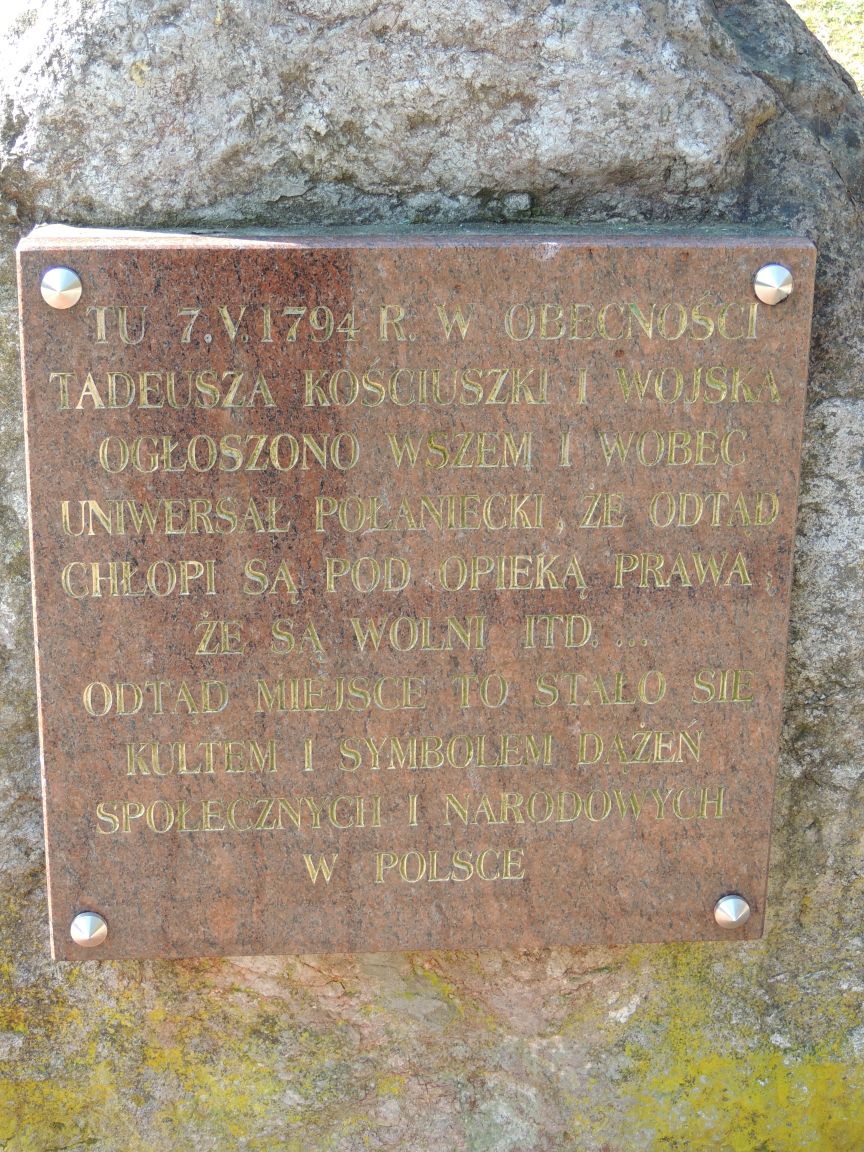 TU 7.V.1794 R. W OBECNOŚCI
TADEUSZA KOŚCIUSZKI I WOJSKA
OGŁOSZONO WSZEM I WOBEC
UNIWERSAŁ POŁANIECKI, ŻE ODTĄD
CHŁOPI SĄ POD OPIEKĄ PRAWA,
ŻE SĄ WOLNI ITD. ...
ODTĄD MIEJSCE TO STAŁO SIĘ
KULTEM I SYMBOLEM DĄŻEŃ
SPOŁECZNYCH I NARODOWYCH
W POLSCE